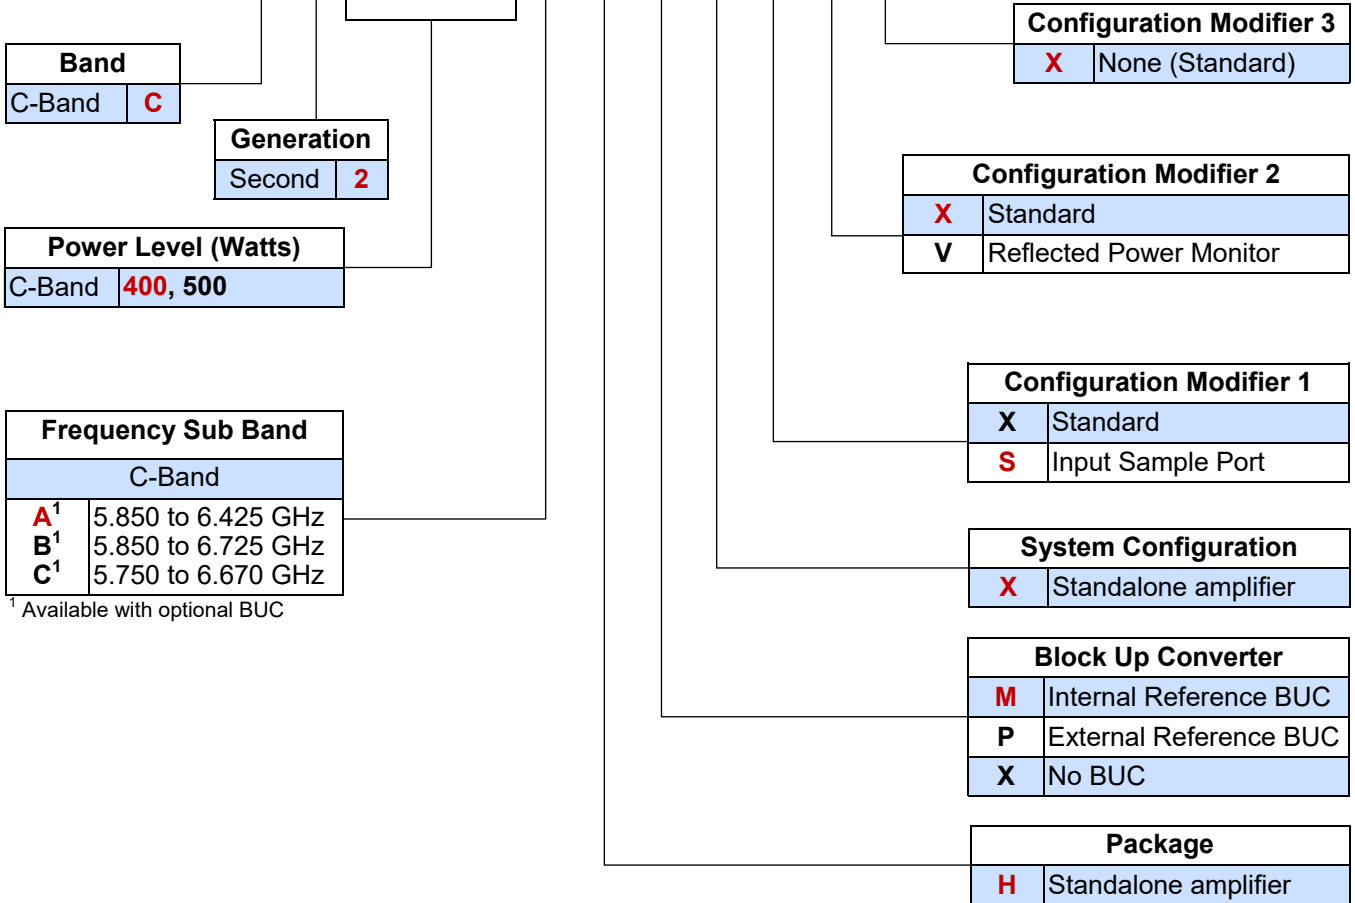 Configuration Modifier 3
X None (Standard)
Band
C-Band C
Generation
Second 2
Configuration Modifier 2
X Standard
V Reflected Power Monitor
Power Level (Watts)
C-Band 400, 500
Configuration Modifier 1
X Standard
S Input Sample Port
Frequency Sub Band
C-Band
A¹ 5.850 to 6.425 GHz
B¹ 5.850 to 6.725 GHz
C¹ 5.750 to 6.670 GHz
¹ Available with optional BUC
System Configuration
X Standalone amplifier
Block Up Converter
M Internal Reference BUC
P External Reference BUC
X No BUC
Package
H Standalone amplifier